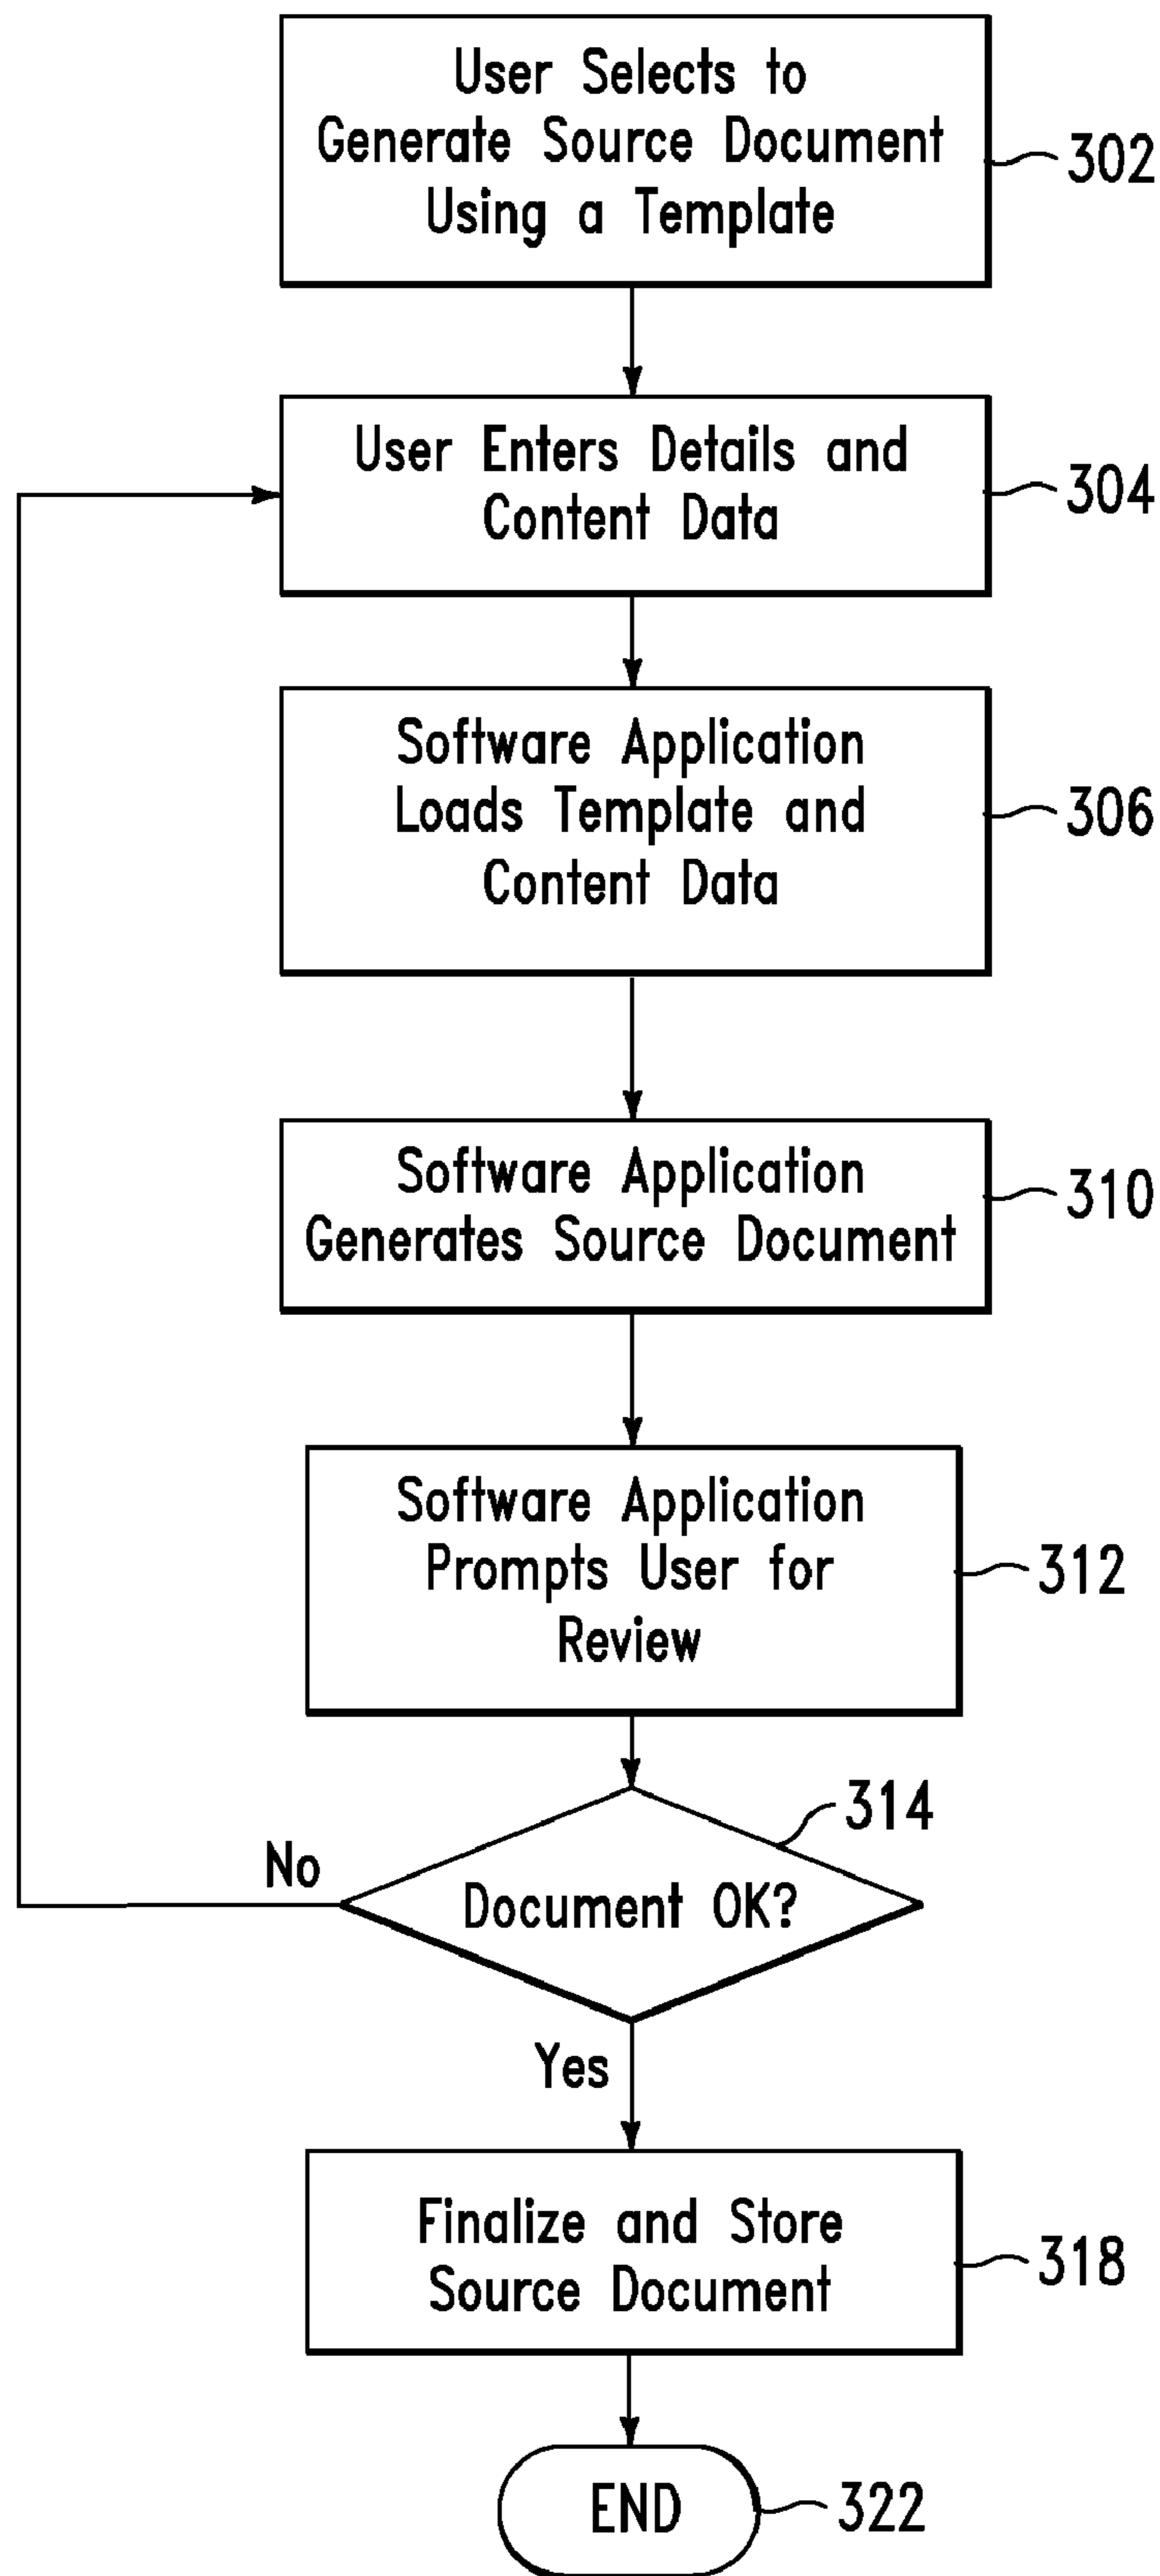 User Selects to
Generate Source Document
Using a Template
302
User Enters Details and
Content Data
304
Software Application
Loads Template and
Content Data
306
Software Application
Generates Source Document
310
Software Application
Prompts User for
Review
312
314
No
Document OK?
Yes
Finalize and Store
Source Document
318
END
322